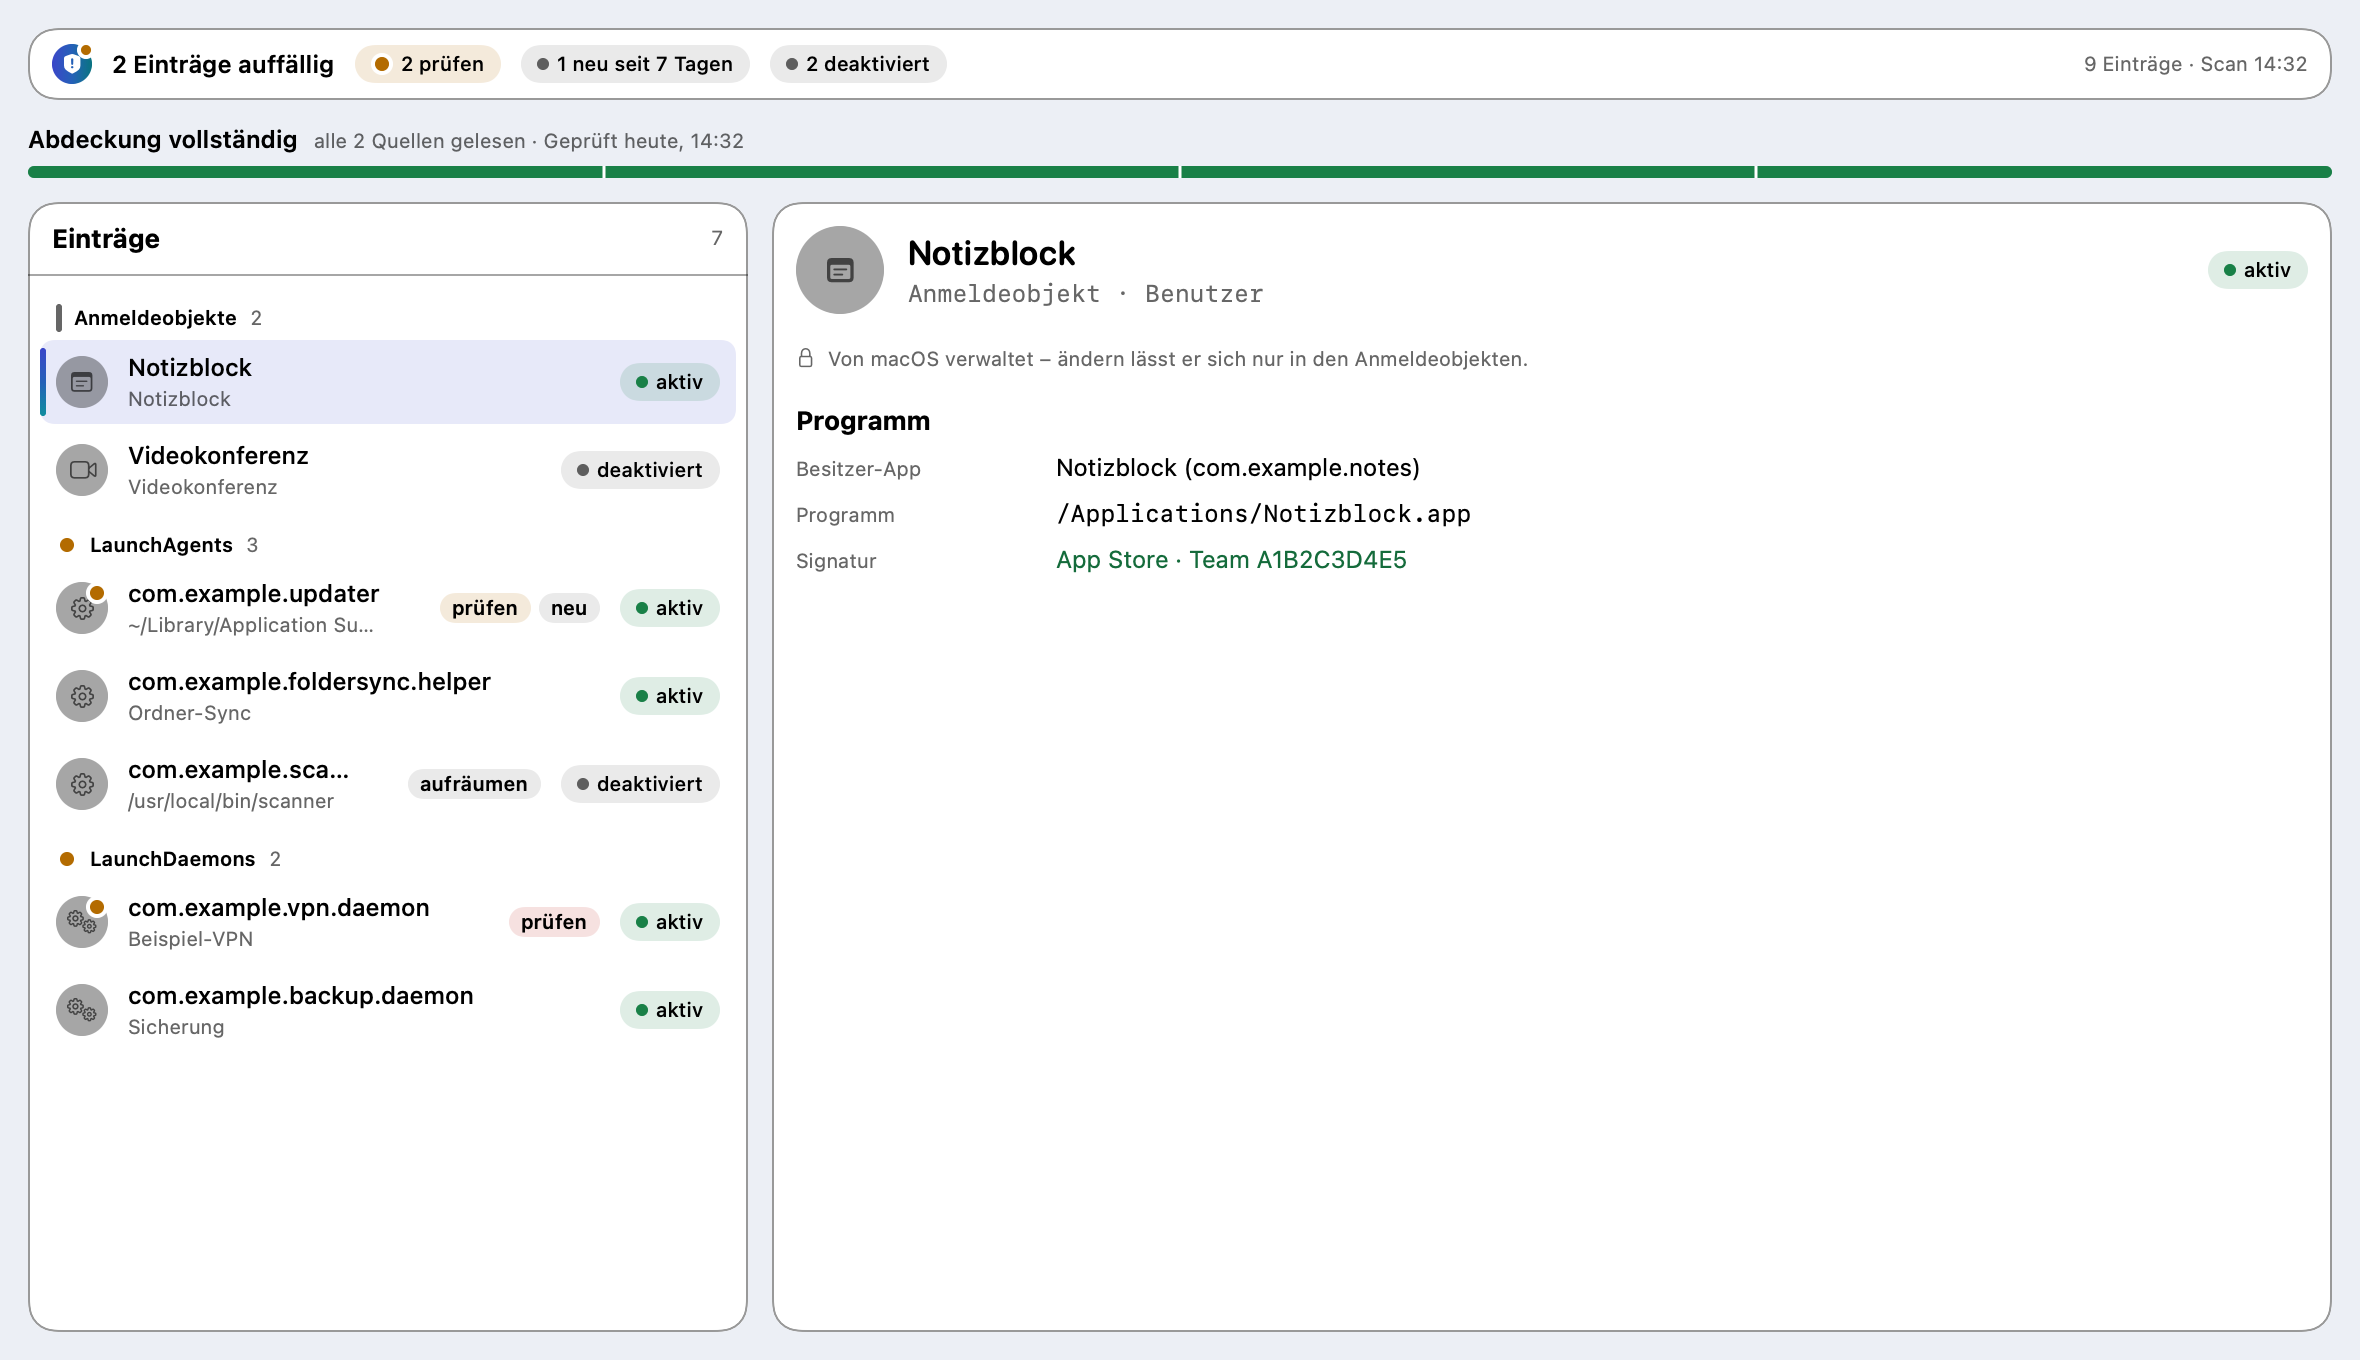 2 Einträge auffällig
2 prüfen
1 neu seit 7 Tagen
2 deaktiviert
9 Einträge · Scan 14:32
Abdeckung vollständig alle 2 Quellen gelesen · Geprüft heute, 14:32
Einträge 7
Anmeldeobjekte 2
Notizblock
Notizblock
aktiv
Videokonferenz
Videokonferenz
deaktiviert
LaunchAgents 3
com.example.updater
~/Library/Application Su...
prüfen
neu
aktiv
com.example.foldersync.helper
Ordner-Sync
aktiv
com.example.sca...
/usr/local/bin/scanner
aufräumen
deaktiviert
LaunchDaemons 2
com.example.vpn.daemon
Beispiel-VPN
prüfen
aktiv
com.example.backup.daemon
Sicherung
aktiv
Notizblock
Anmeldeobjekt · Benutzer
aktiv
Von macOS verwaltet – ändern lässt er sich nur in den Anmeldeobjekten.
Programm
Besitzer-App Notizblock (com.example.notes)
Programm /Applications/Notizblock.app
Signatur App Store · Team A1B2C3D4E5